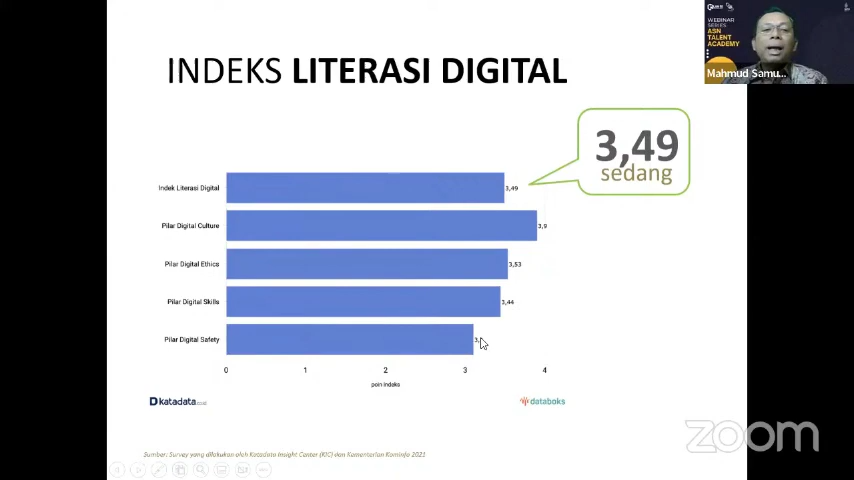 WEBINAR
SERIES
ASN
TALENT
ACADEMY
Mahmud Samu...
INDEKS LITERASI DIGITAL
3,49
sedang
Indek Literasi Digital
3,49
Pilar Digital Culture
3,9
Pilar Digital Ethics
3,53
Pilar Digital Skills
3,44
Pilar Digital Safety
0 1 2 3 4
poin indeks
Dkatadata.co.id
databoks
zoom
Sumber: Survey yang dilakukan oleh Katadata Insight Center (KIC) dan Kementerian Kominfo 2021